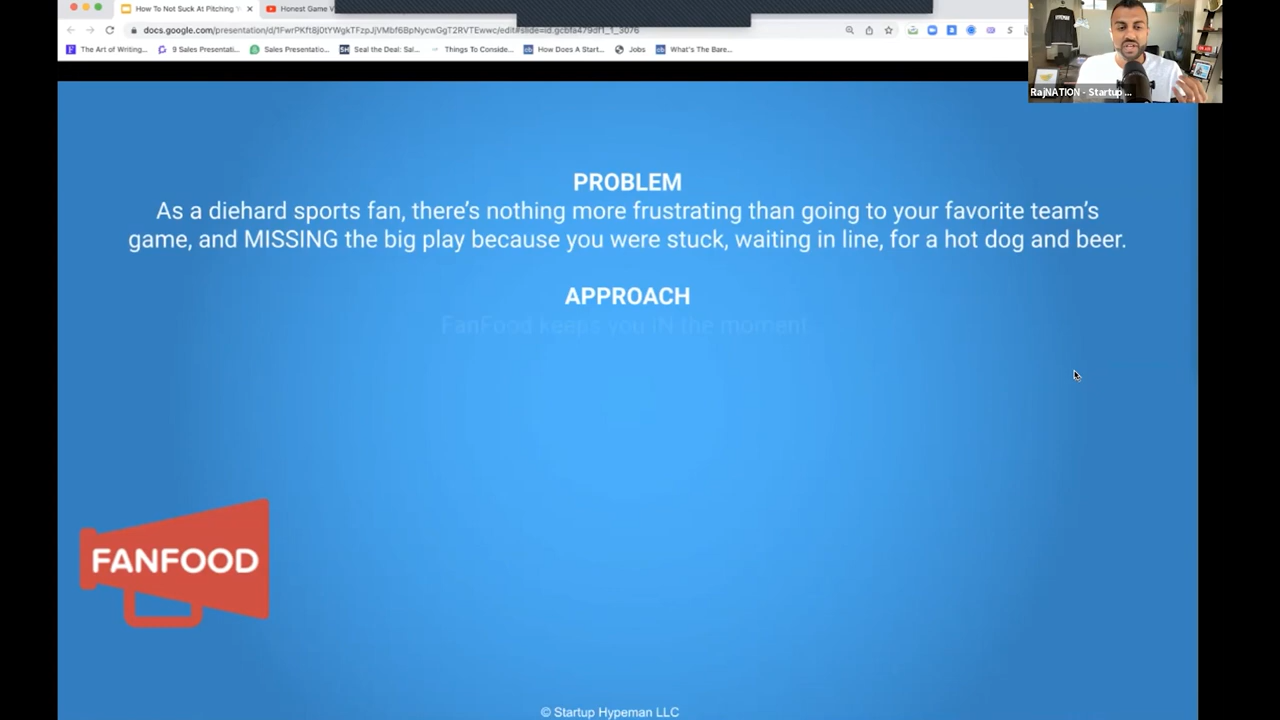 How To Not Suck At Pitching
Honest Game
docs.google.com/presentation/d/1FwrPKft8j0tYWgkTFzpJjVMbf6BpNycwGgT2RVTEwwc/edit#slide=id.gcbfa479df1_1_3076
The Art of Writing...
9 Sales Presentati...
Sales Presentatio...
Seal the Deal: Sal...
Things To Conside...
How Does A Start...
Jobs
What's The Bare...
HYPEMAN
RajNATION - Startup ...
PROBLEM
As a diehard sports fan, there's nothing more frustrating than going to your favorite team's
game, and MISSING the big play because you were stuck, waiting in line, for a hot dog and beer.
APPROACH
FanFood keeps you IN the moment
FANFOOD
© Startup Hypeman LLC